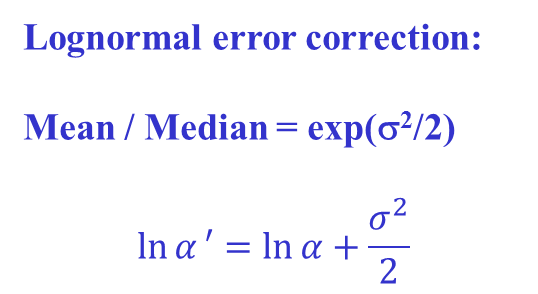 Lognormal error correction:
Mean / Median = exp(σ²/2)
ln α ′ = ln α + σ²/2